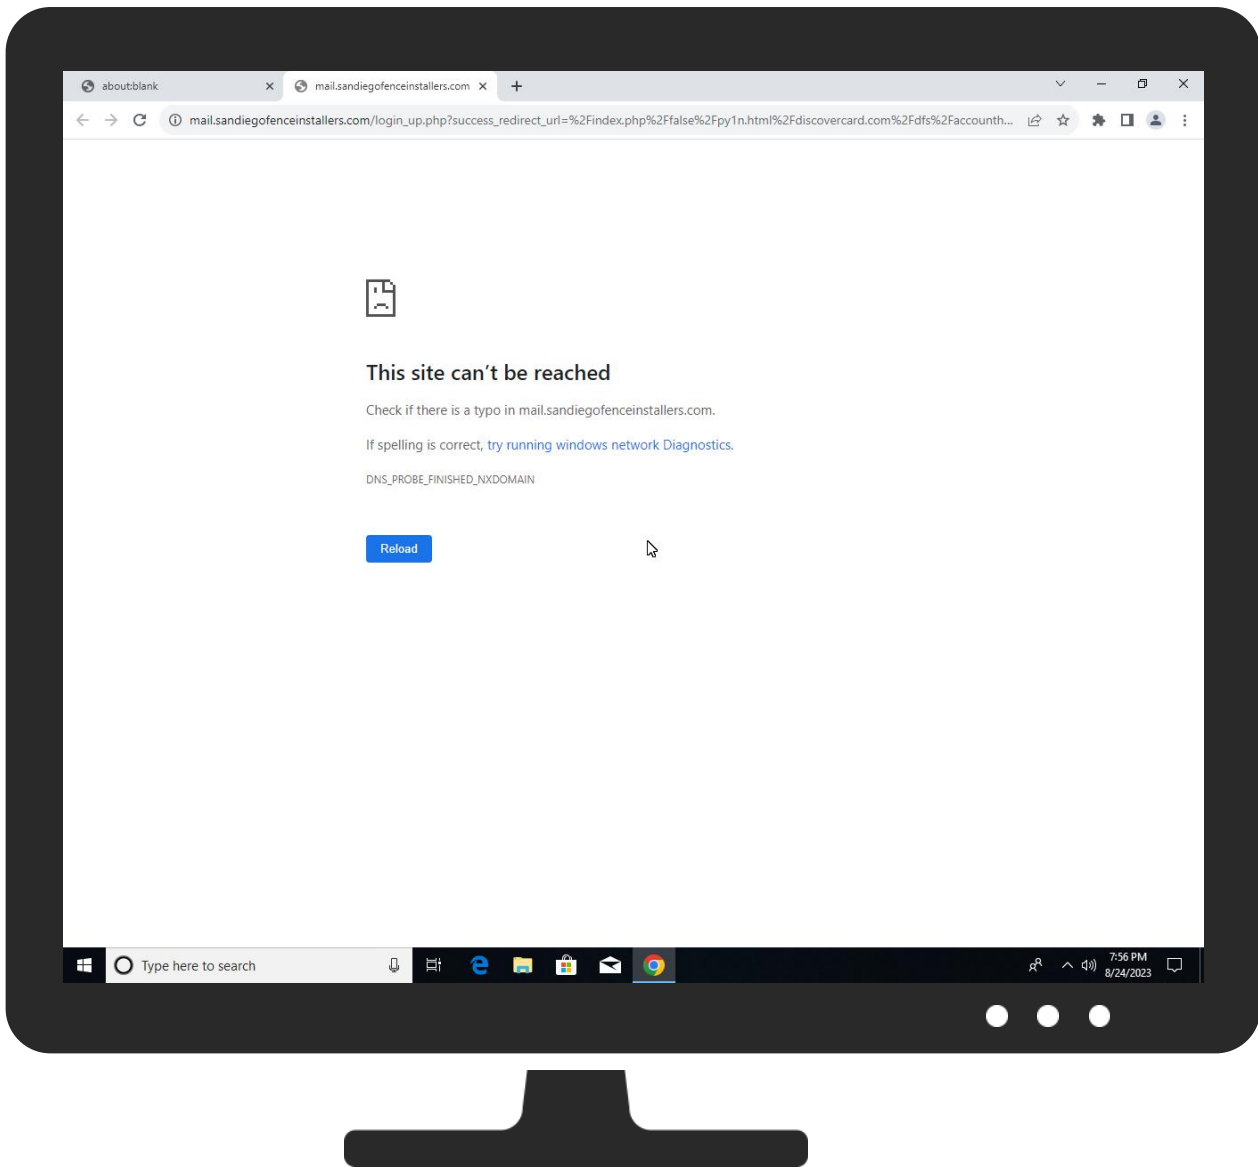 about:blank
mail.sandiegofenceinstallers.com
mail.sandiegofenceinstallers.com/login_up.php?success_redirect_url=%2Findex.php%2Ffalse%2Fpy1n.html%2Fdiscovercard.com%2Fdfs%2Faccounth...
This site can't be reached
Check if there is a typo in mail.sandiegofenceinstallers.com.
If spelling is correct, try running windows network Diagnostics.
DNS_PROBE_FINISHED_NXDOMAIN
Reload
Type here to search
7:56 PM
8/24/2023